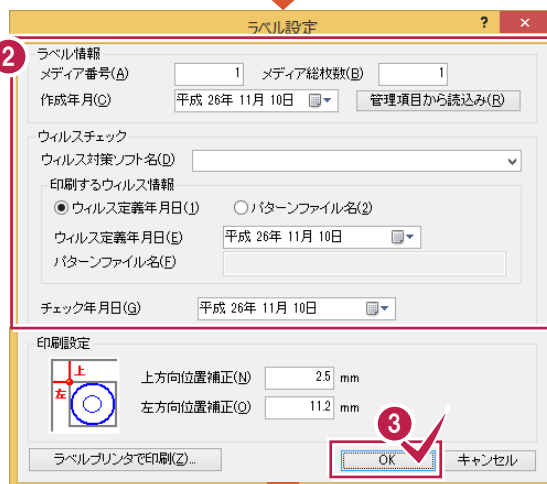 ラベル設定 ? ×
2
ラベル情報
メディア番号(A) 1 メディア総枚数(B) 1
作成年月(C) 平成 26年 11月 10日 管理項目から読込み(R)
ウィルスチェック
ウィルス対策ソフト名(D)
印刷するウィルス情報
ウィルス定義年月日(1) パターンファイル名(2)
ウィルス定義年月日(E) 平成 26年 11月 10日
パターンファイル名(F)
チェック年月日(G) 平成 26年 11月 10日
印刷設定
上
左
上方向位置補正(N) 2.5 mm
左方向位置補正(O) 11.2 mm
3
ラベルプリンタで印刷(Z)... OK キャンセル